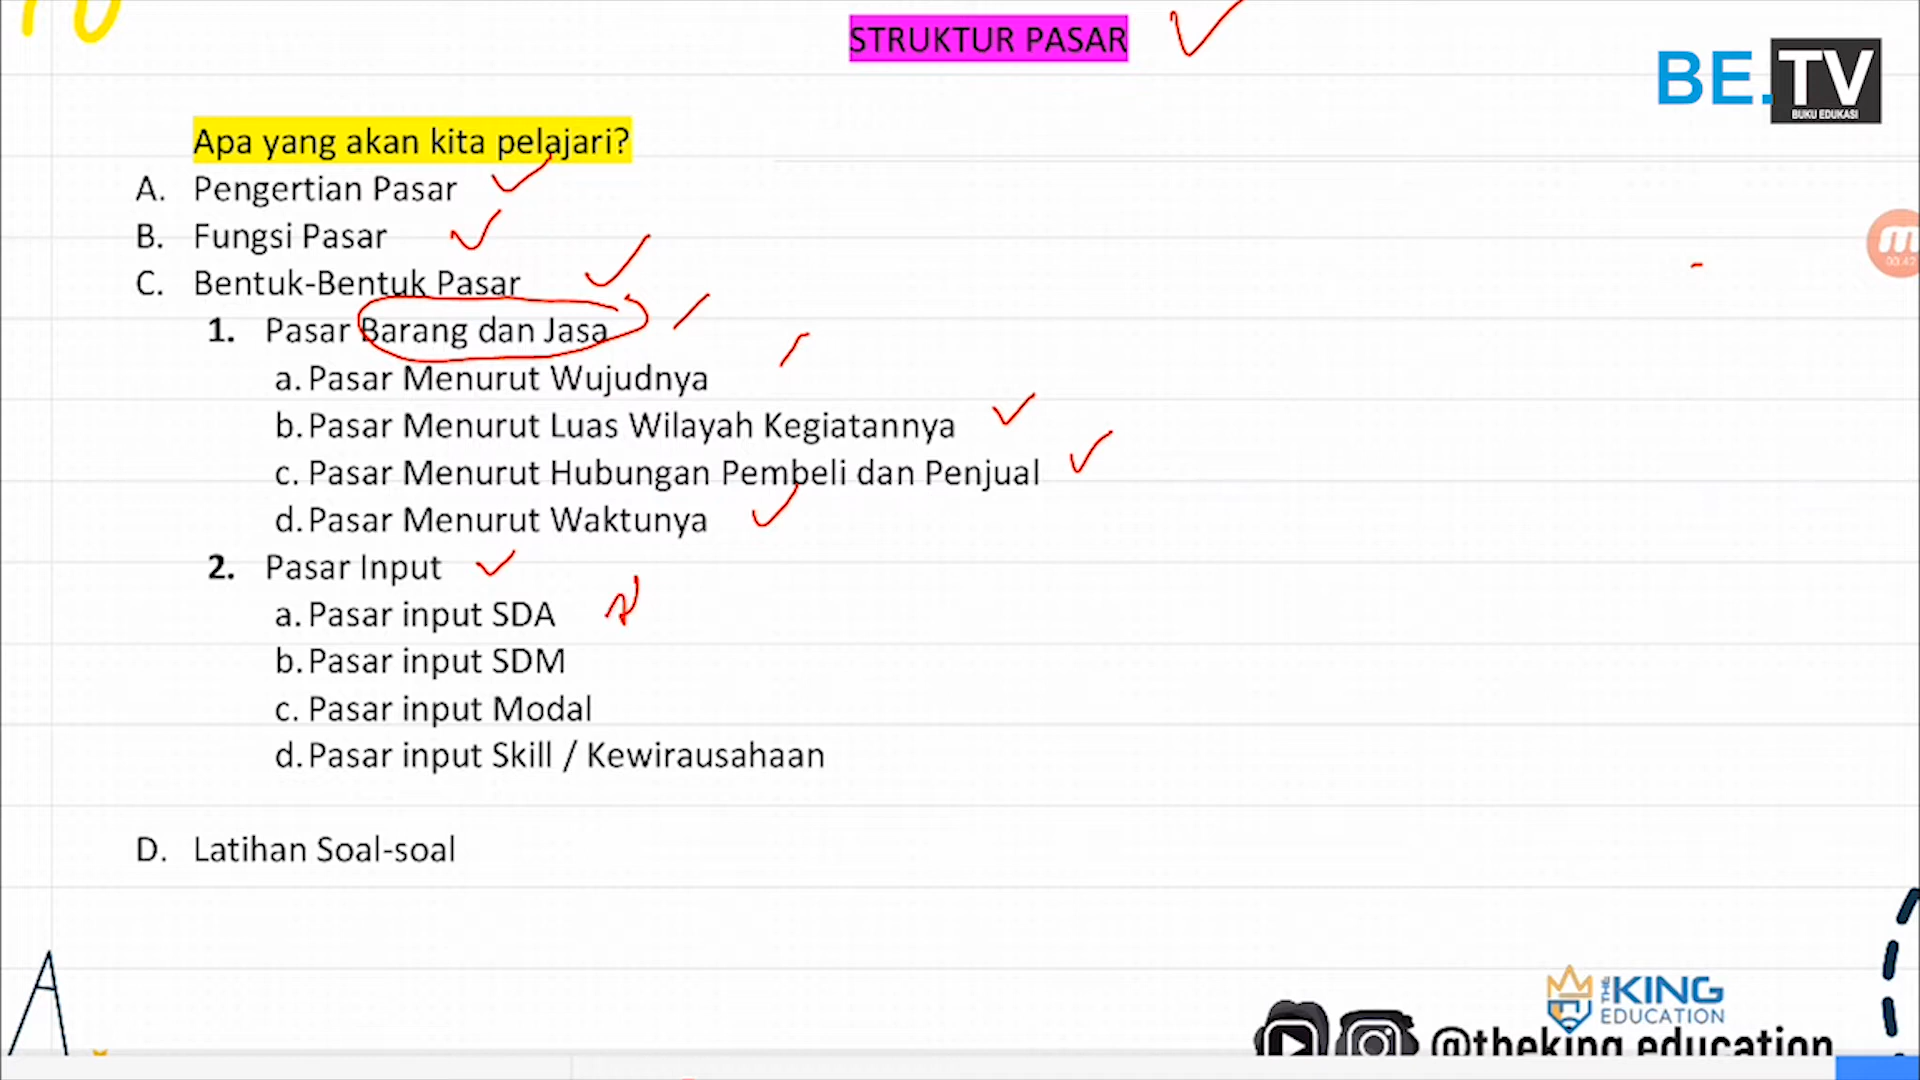 STRUKTUR PASAR
BE.TV
BUKU EDUKASI
Apa yang akan kita pelajari?
A. Pengertian Pasar
B. Fungsi Pasar
C. Bentuk-Bentuk Pasar
00:42
1. Pasar Barang dan Jasa
a. Pasar Menurut Wujudnya
b. Pasar Menurut Luas Wilayah Kegiatannya
c. Pasar Menurut Hubungan Pembeli dan Penjual
d. Pasar Menurut Waktunya
2. Pasar Input
a. Pasar input SDA
b. Pasar input SDM
c. Pasar input Modal
d. Pasar input Skill / Kewirausahaan
D. Latihan Soal-soal
A
THE KING
EDUCATION
@theking.education